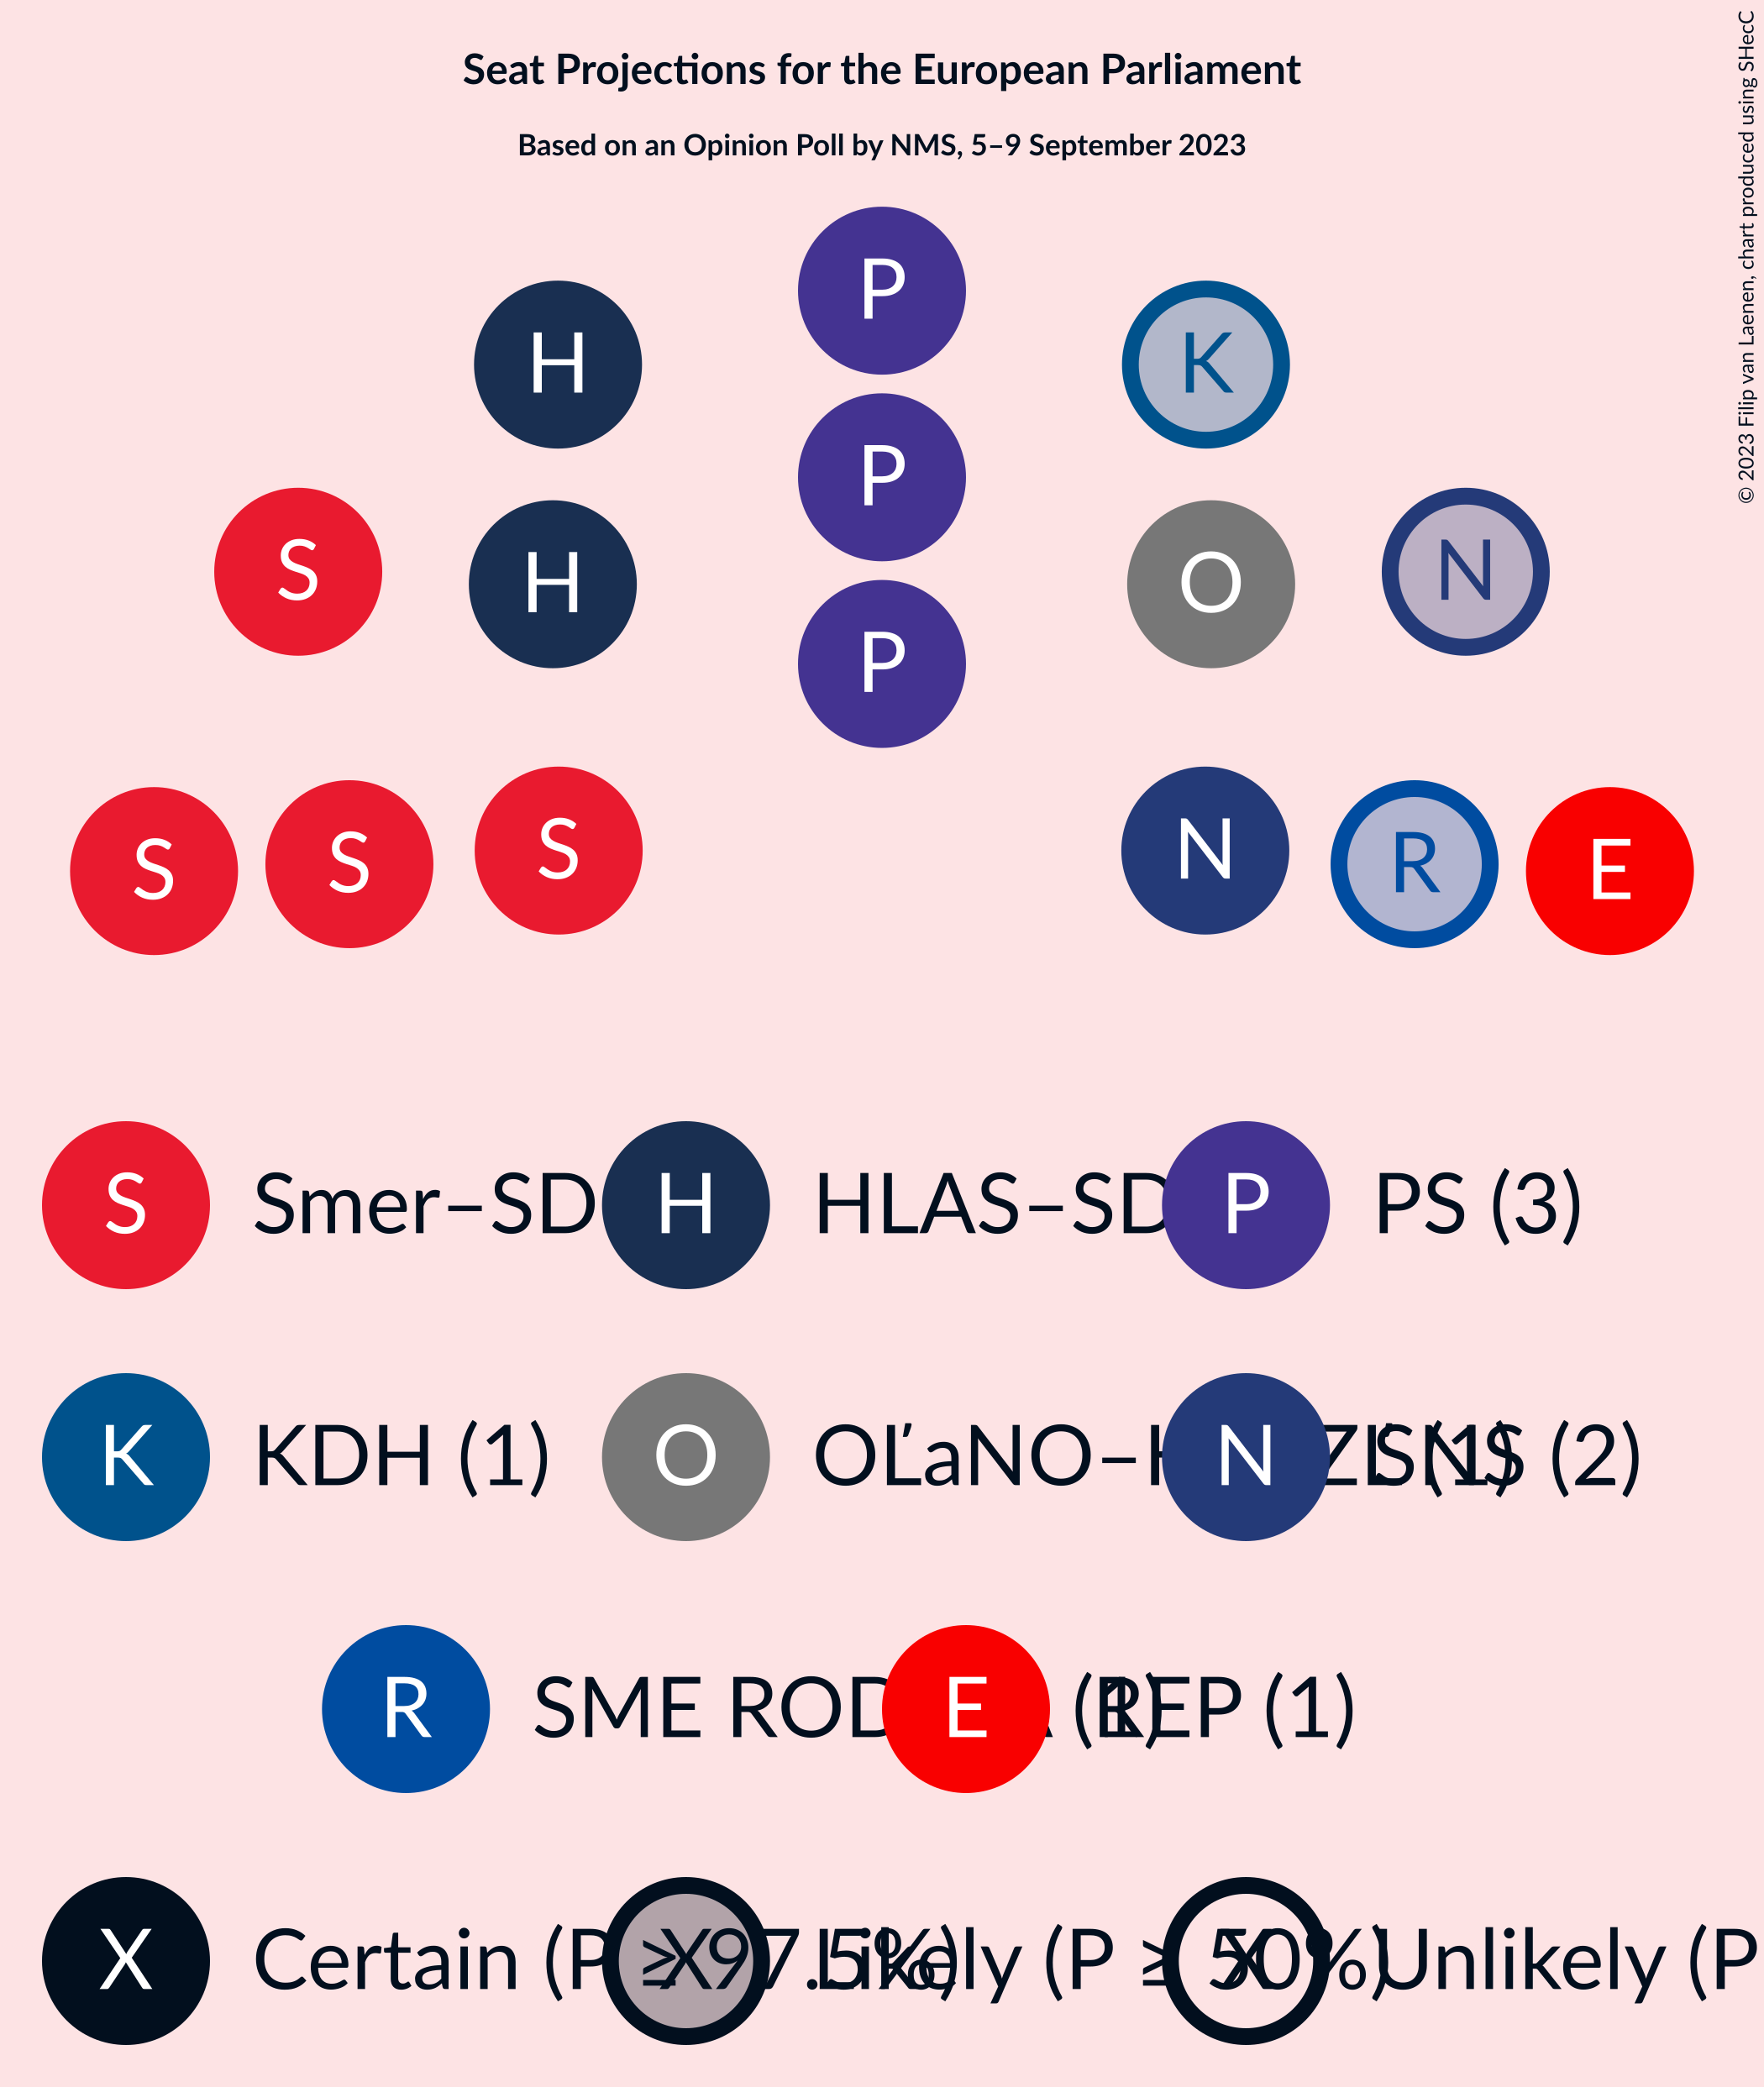 Seat Projections for the European Parliament
Based on an Opinion Poll by NMS, 5–9 September 2023
© 2023 Filip van Laenen, chart produced using SHecC
P
H K
P
S H O N
P
S S S N R E
S Smer–SD H HLAS–SD P PS (3)
K KDH (1) O OĽaNO– N SNS (2)
R SME E REP (1)
X Certain (P ≥ 97.5%) X Likely (P ≥ 50%) X Unlikely (P